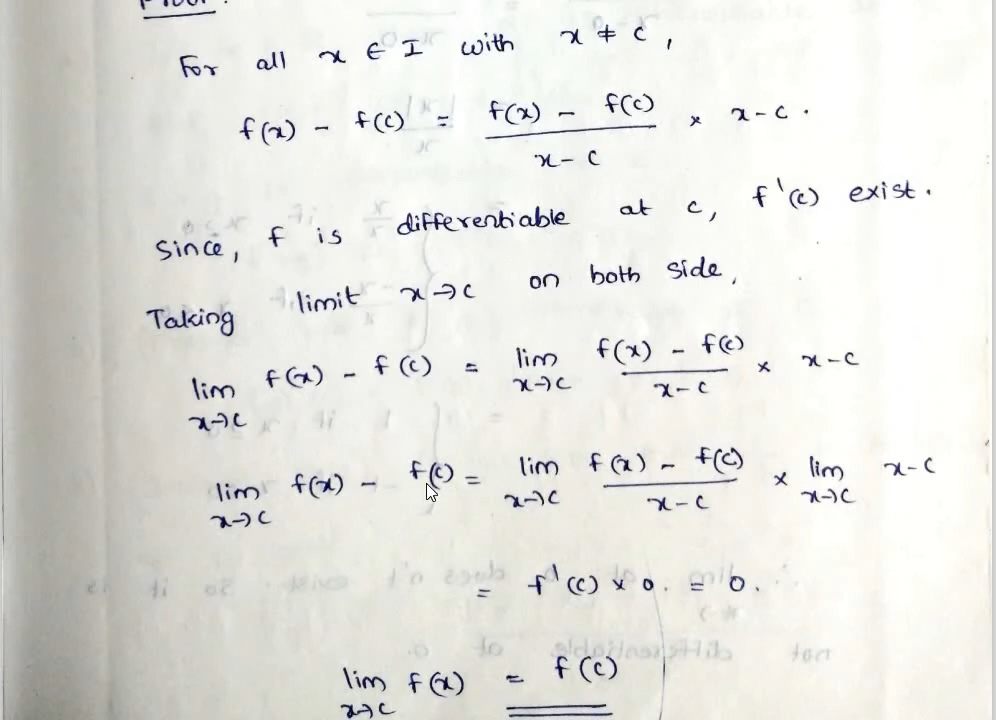 Proof:
For all x ∈ I with x ≠ c,
f(x) - f(c) = f(x) - f(c) / x - c × x - c.
Since, f is differentiable at c, f'(c) exist.
Taking limit x→c on both side,
lim x→c f(x) - f(c) = lim x→c f(x) - f(c) / x - c × x - c
lim x→c f(x) - f(c) = lim x→c f(x) - f(c) / x - c × lim x→c x - c
= f'(c) × 0. = 0.
lim x→c f(x) = f(c)